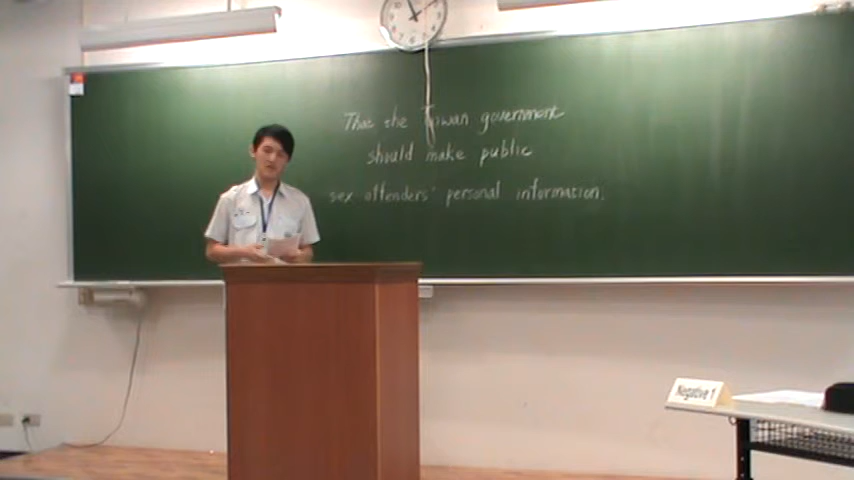 That the Taiwan government
should make public
sex offenders' personal information.
Negative 1